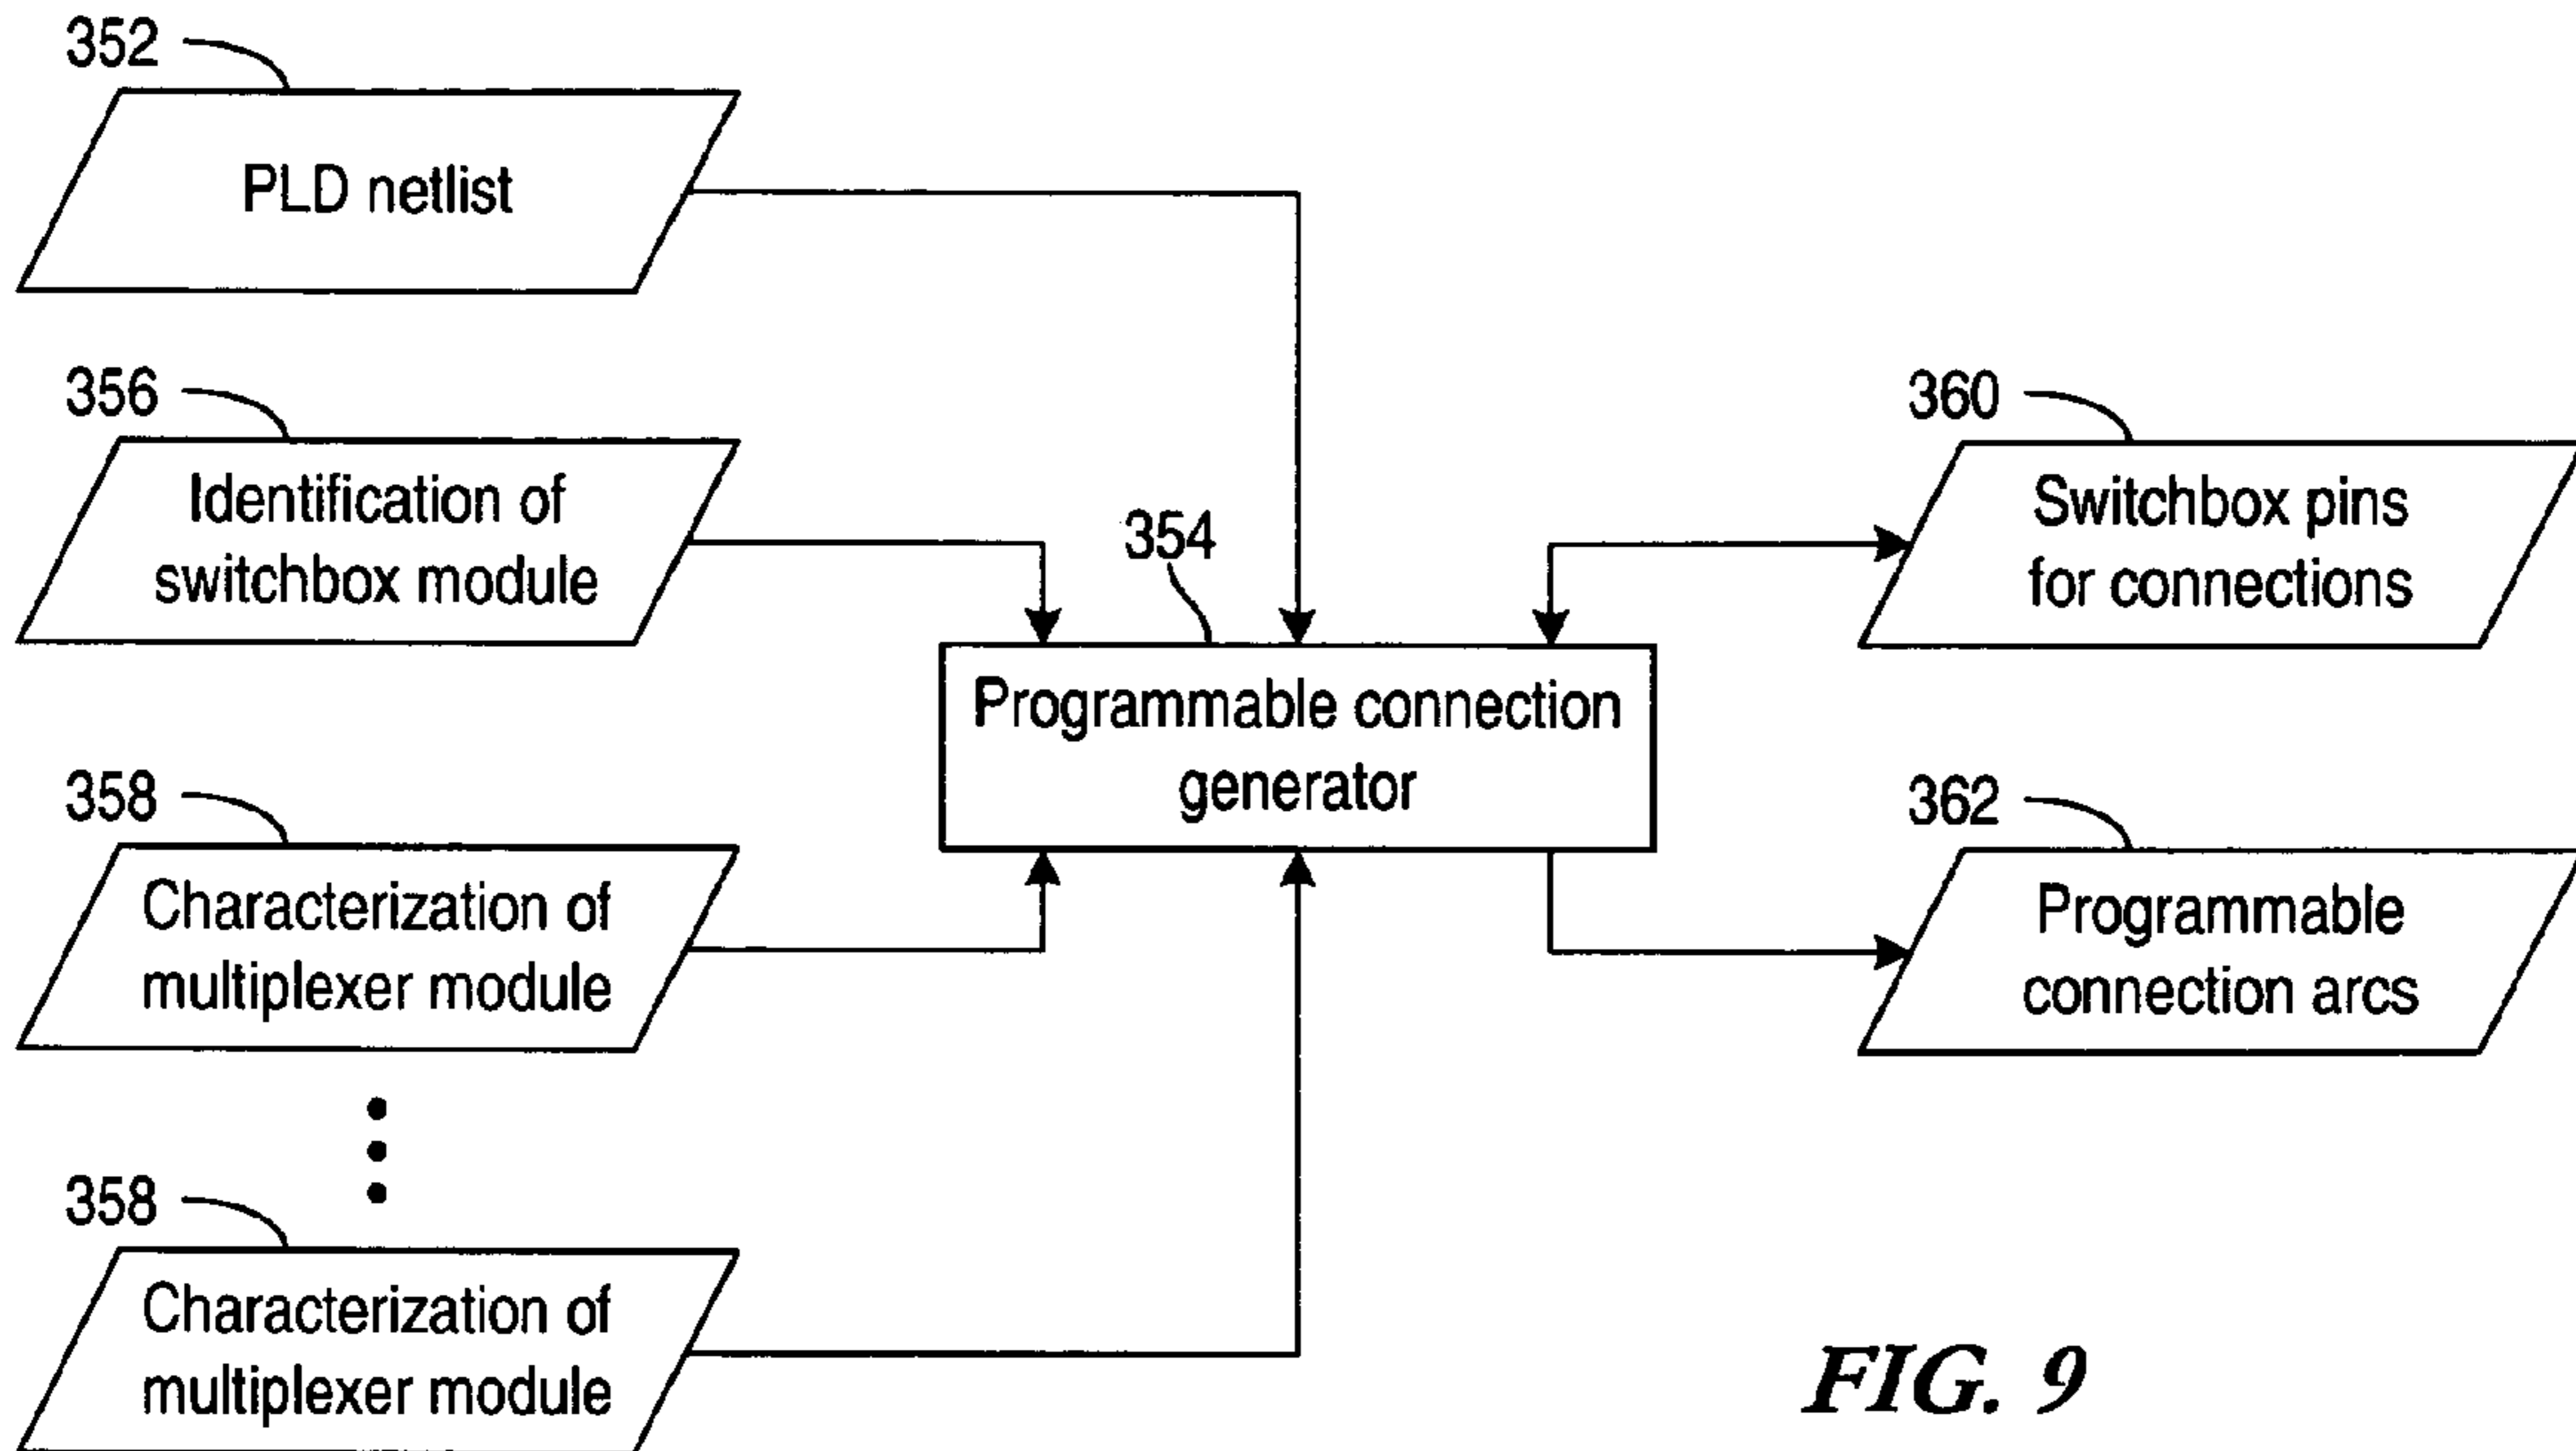 352
PLD netlist
356
Identification of
switchbox module
354
Programmable connection
generator
360
Switchbox pins
for connections
358
Characterization of
multiplexer module
362
Programmable
connection arcs
358
Characterization of
multiplexer module
FIG. 9